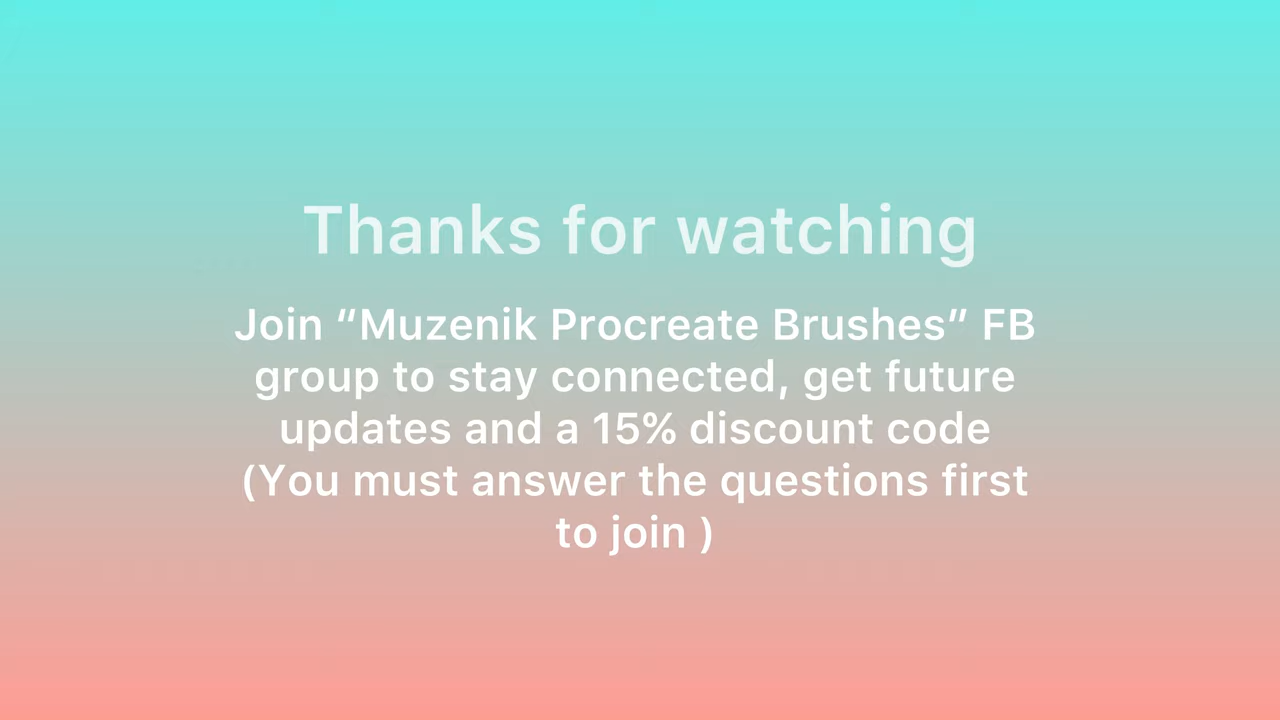 Thanks for watching
Join “Muzenik Procreate Brushes” FB
group to stay connected, get future
updates and a 15% discount code
(You must answer the questions first
to join )